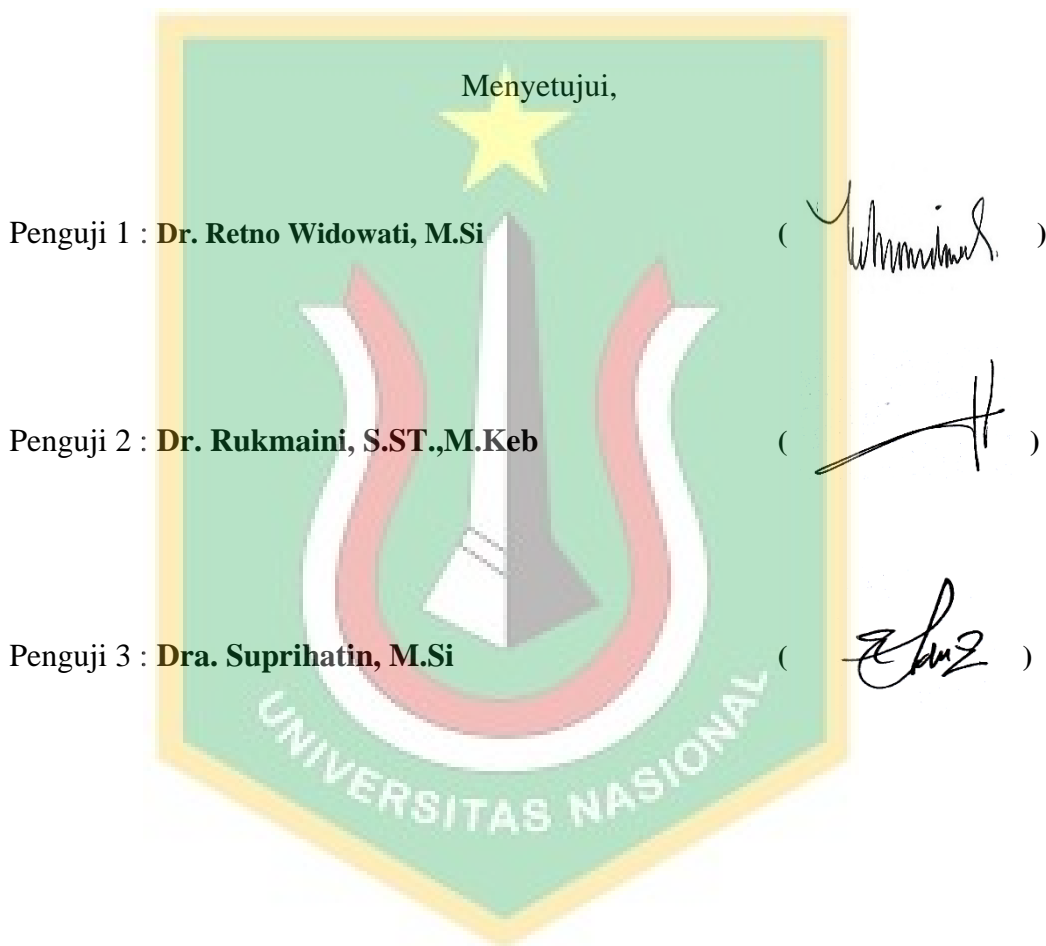 Menyetujui,
Penguji 1 : Dr. Retno Widowati, M.Si ( )
Penguji 2 : Dr. Rukmaini, S.ST.,M.Keb ( )
Penguji 3 : Dra. Suprihatin, M.Si ( )
UNIVERSITAS NASIONAL